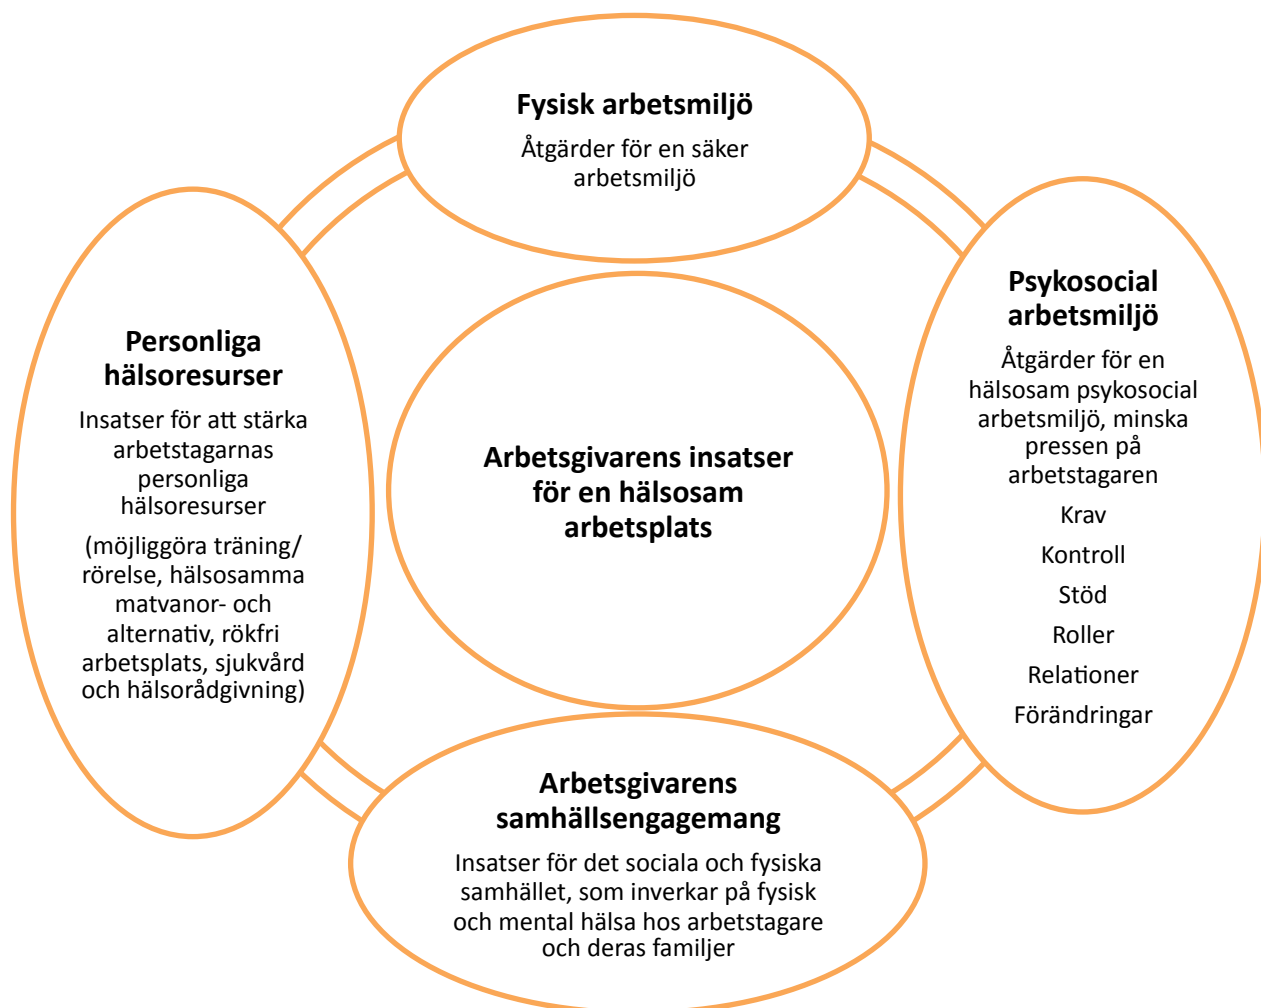 Fysisk arbetsmiljö
Åtgärder för en säker
arbetsmiljö
Psykosocial
arbetsmiljö
Åtgärder för en
hälsosam psykosocial
arbetsmiljö, minska
pressen på
arbetstagaren
Krav
Kontroll
Stöd
Roller
Relationer
Förändringar
Personliga
hälsoresurser
Insatser för att stärka
arbetstagarnas
personliga
hälsoresurser
(möjliggöra träning/
rörelse, hälsosamma
matvanor- och
alternativ, rökfri
arbetsplats, sjukvård
och hälsorådgivning)
Arbetsgivarens insatser
för en hälsosam
arbetsplats
Arbetsgivarens
samhällsengagemang
Insatser för det sociala och fysiska
samhället, som inverkar på fysisk
och mental hälsa hos arbetstagare
och deras familjer